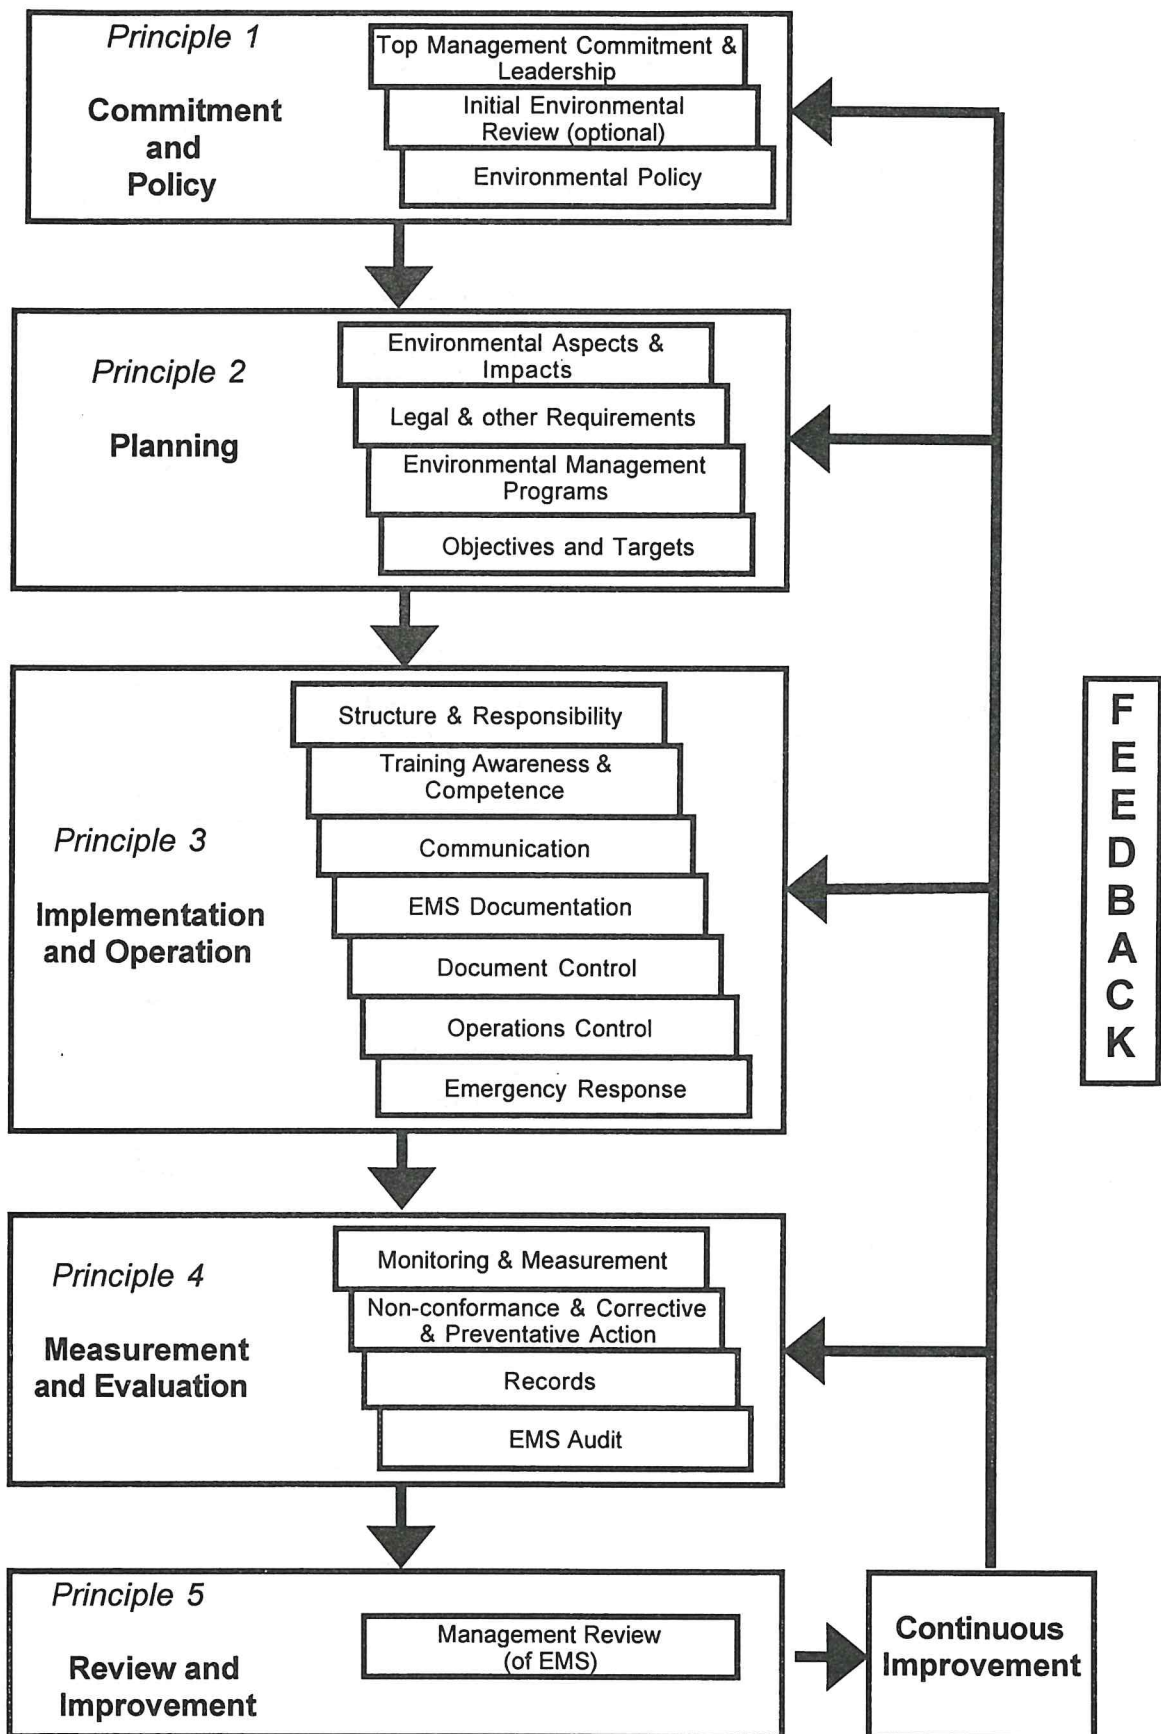 Principle 1
Commitment
and
Policy
Top Management Commitment &
Leadership
Initial Environmental
Review (optional)
Environmental Policy
Principle 2
Planning
Environmental Aspects &
Impacts
Legal & other Requirements
Environmental Management
Programs
Objectives and Targets
Principle 3
Implementation
and Operation
Structure & Responsibility
Training Awareness &
Competence
Communication
EMS Documentation
Document Control
Operations Control
Emergency Response
Principle 4
Measurement
and Evaluation
Monitoring & Measurement
Non-conformance & Corrective
& Preventative Action
Records
EMS Audit
Principle 5
Review and
Improvement
Management Review
(of EMS)
Continuous
Improvement
FEEDBACK